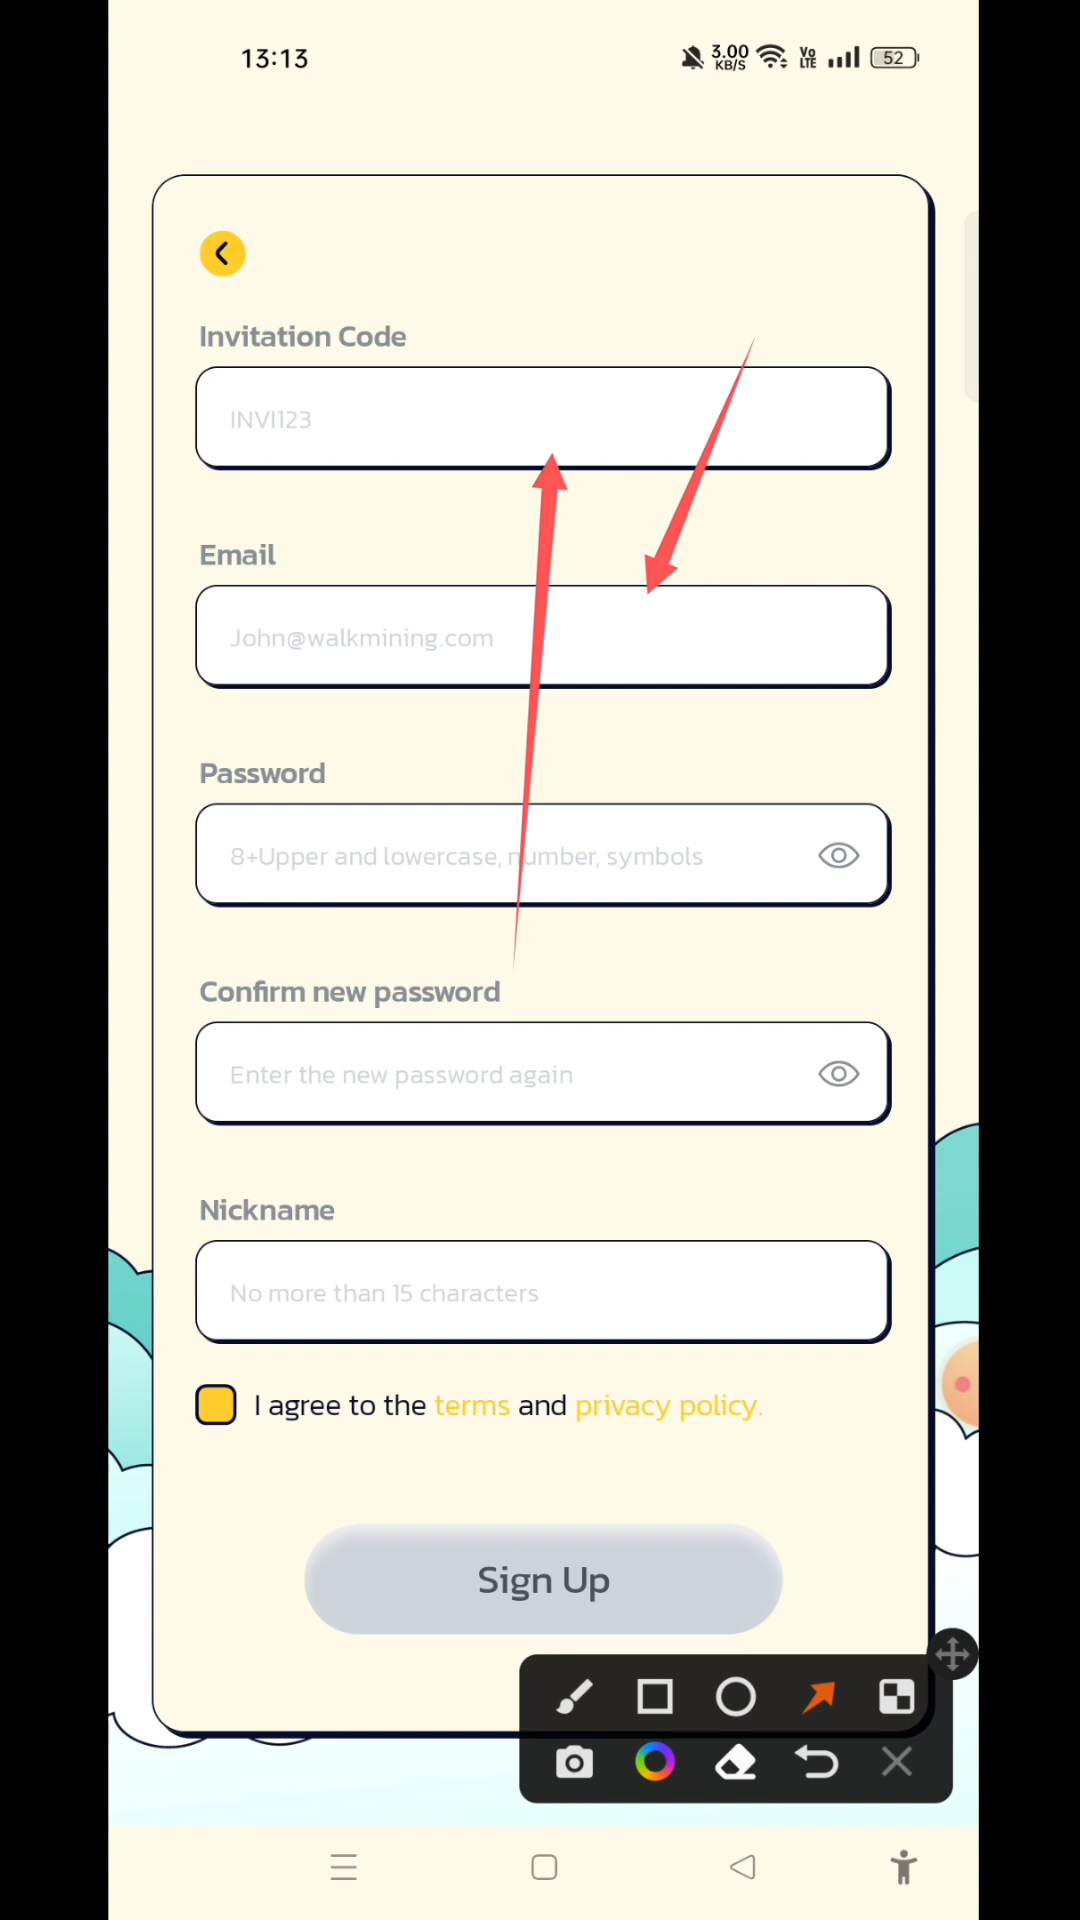 13:13
3.00
KB/S
Vo
LTE
52
Invitation Code
INVI123
Email
John@walkmining.com
Password
8+Upper and lowercase, number, symbols
Confirm new password
Enter the new password again
Nickname
No more than 15 characters
I agree to the terms and privacy policy.
Sign Up